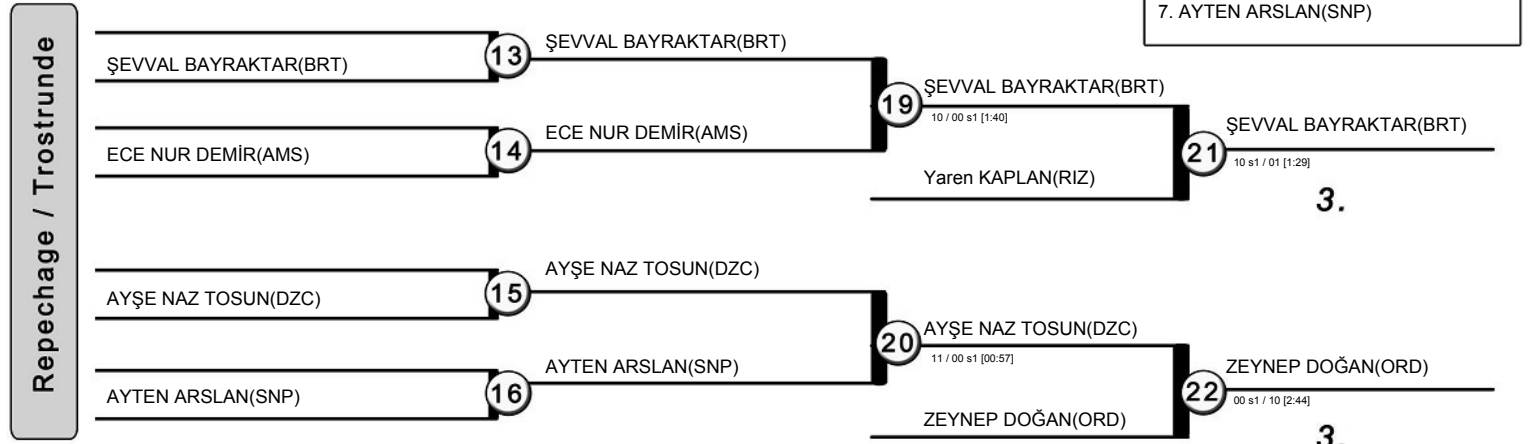 7. AYTEN ARSLAN(SNP)
Repechage / Trostrunde
ŞEVVAL BAYRAKTAR(BRT)
13
ŞEVVAL BAYRAKTAR(BRT)
ECE NUR DEMİR(AMS)
14
ECE NUR DEMİR(AMS)
19
ŞEVVAL BAYRAKTAR(BRT)
10 / 00 s1 [1:40]
Yaren KAPLAN(RIZ)
21
ŞEVVAL BAYRAKTAR(BRT)
10 s1 / 01 [1:29]
3.
AYŞE NAZ TOSUN(DZC)
15
AYŞE NAZ TOSUN(DZC)
AYTEN ARSLAN(SNP)
16
AYTEN ARSLAN(SNP)
20
AYŞE NAZ TOSUN(DZC)
11 / 00 s1 [00:57]
ZEYNEP DOĞAN(ORD)
22
ZEYNEP DOĞAN(ORD)
00 s1 / 10 [2:44]
3.